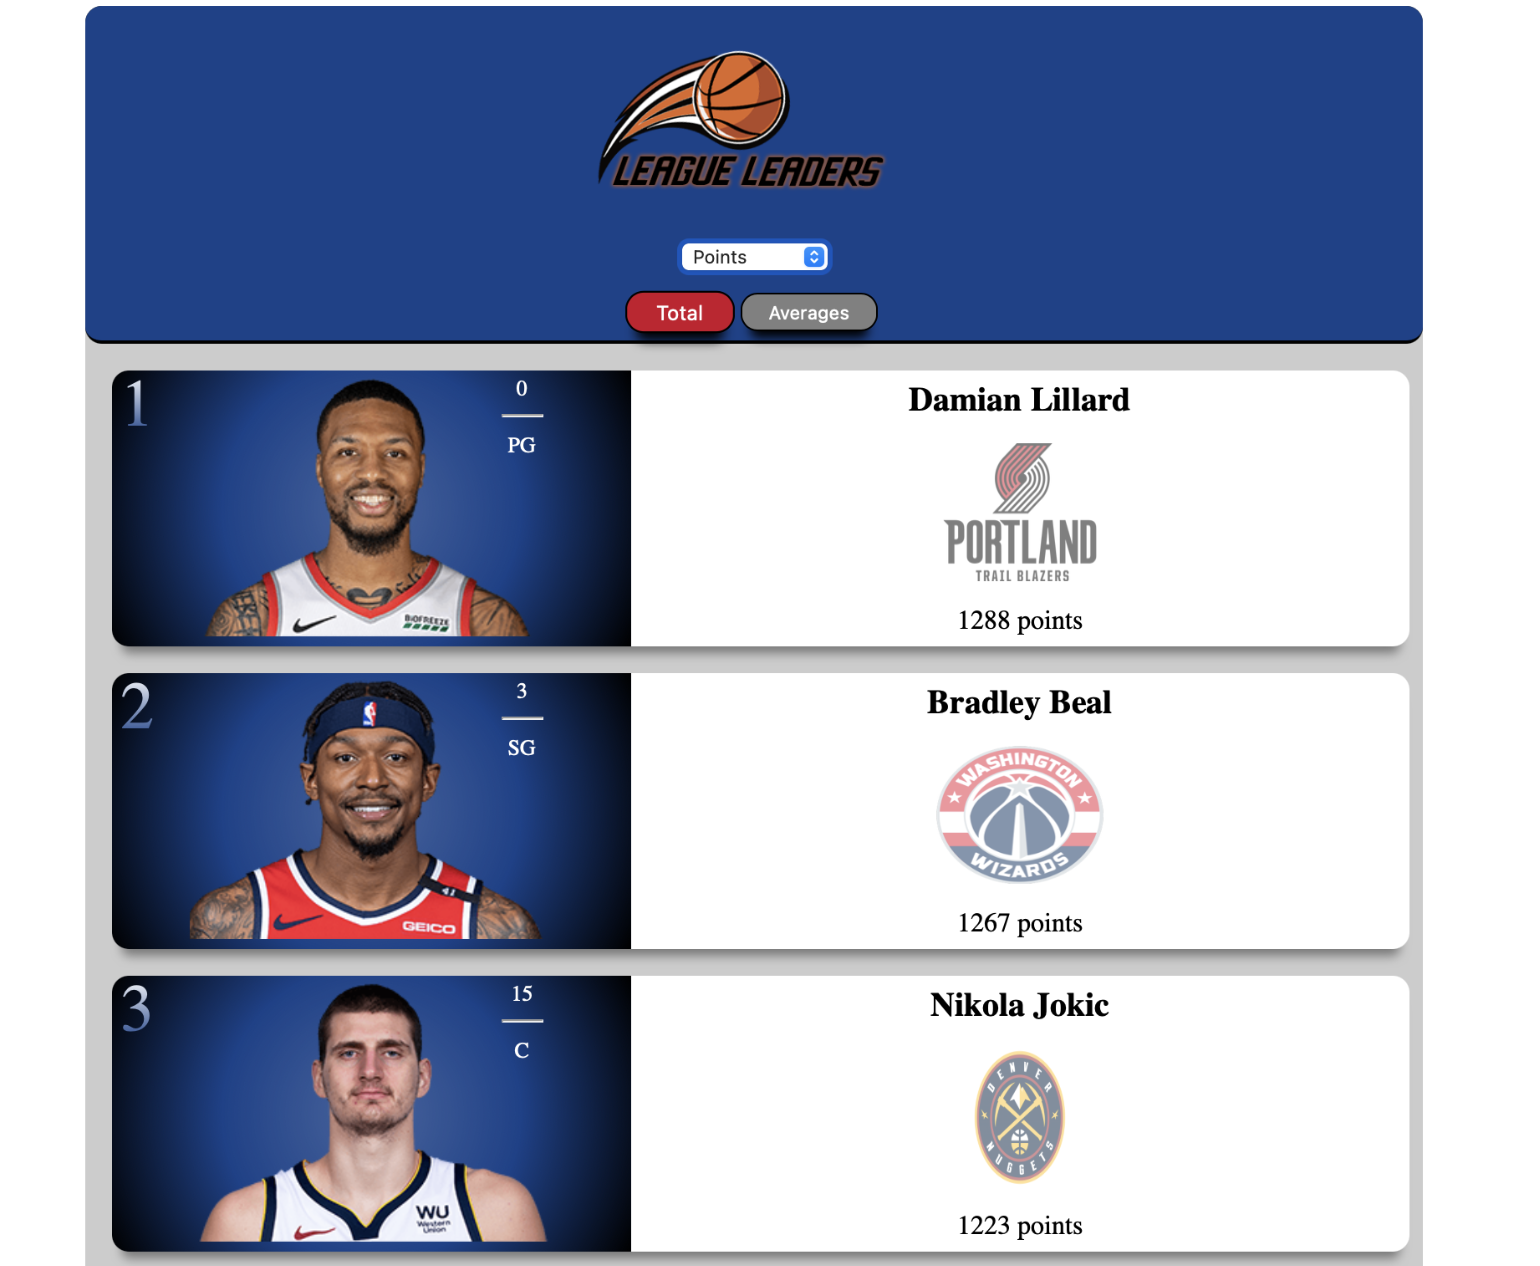 LEAGUE LEADERS
Points
Total
Averages
1
0
PG
BIOFREEZE
Damian Lillard
PORTLAND
TRAIL BLAZERS
1288 points
2
3
SG
41
GEICO
Bradley Beal
WASHINGTON
WIZARDS
1267 points
3
15
C
WU
Western
Union
Nikola Jokic
DENVER
NUGGETS
1223 points